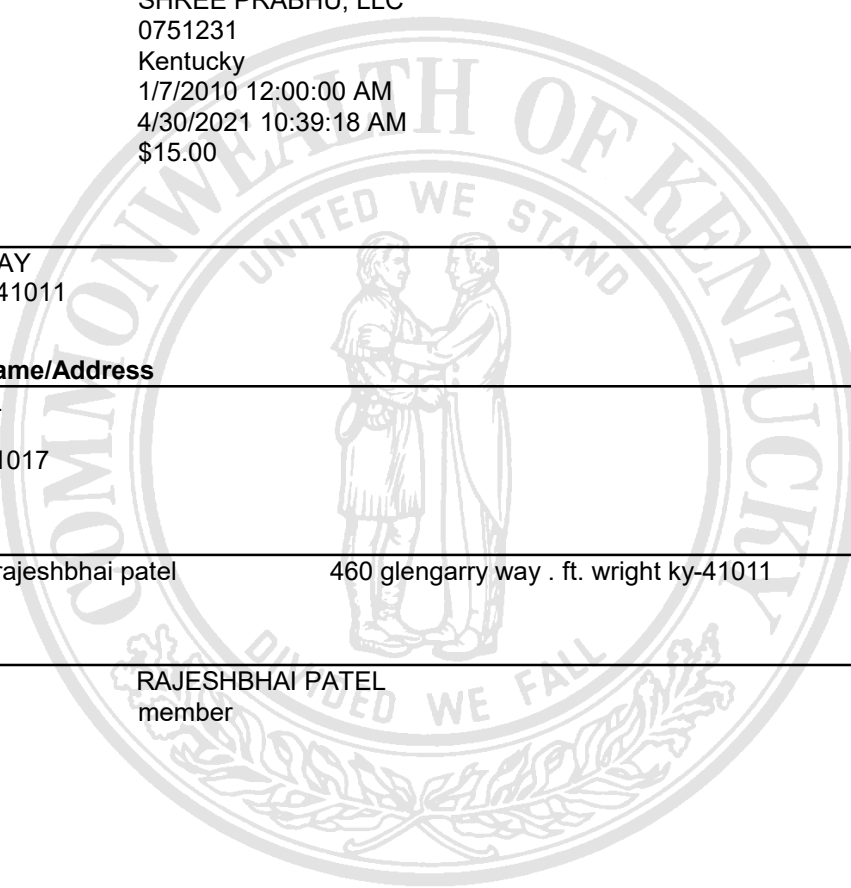 SHREE PRABHU, LLC
0751231
Kentucky
1/7/2010 12:00:00 AM
4/30/2021 10:39:18 AM
$15.00
AY
41011
ame/Address
1017
rajeshbhai patel 460 glengarry way . ft. wright ky-41011
RAJESHBHAI PATEL
member
COMMONWEALTH OF KENTUCKY
UNITED WE STAND
DIVIDED WE FALL